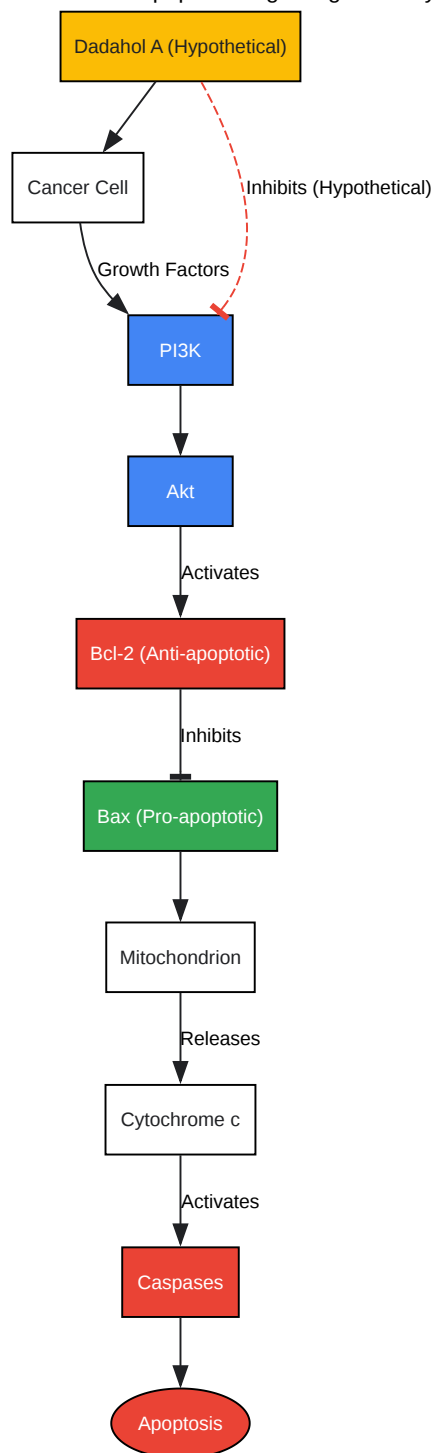 Dadahol A (Hypothetical)
Cancer Cell
Inhibits (Hypothetical)
Growth Factors
PI3K
Akt
Activates
Bcl-2 (Anti-apoptotic)
Inhibits
Bax (Pro-apoptotic)
Mitochondrion
Releases
Cytochrome c
Activates
Caspases
Apoptosis